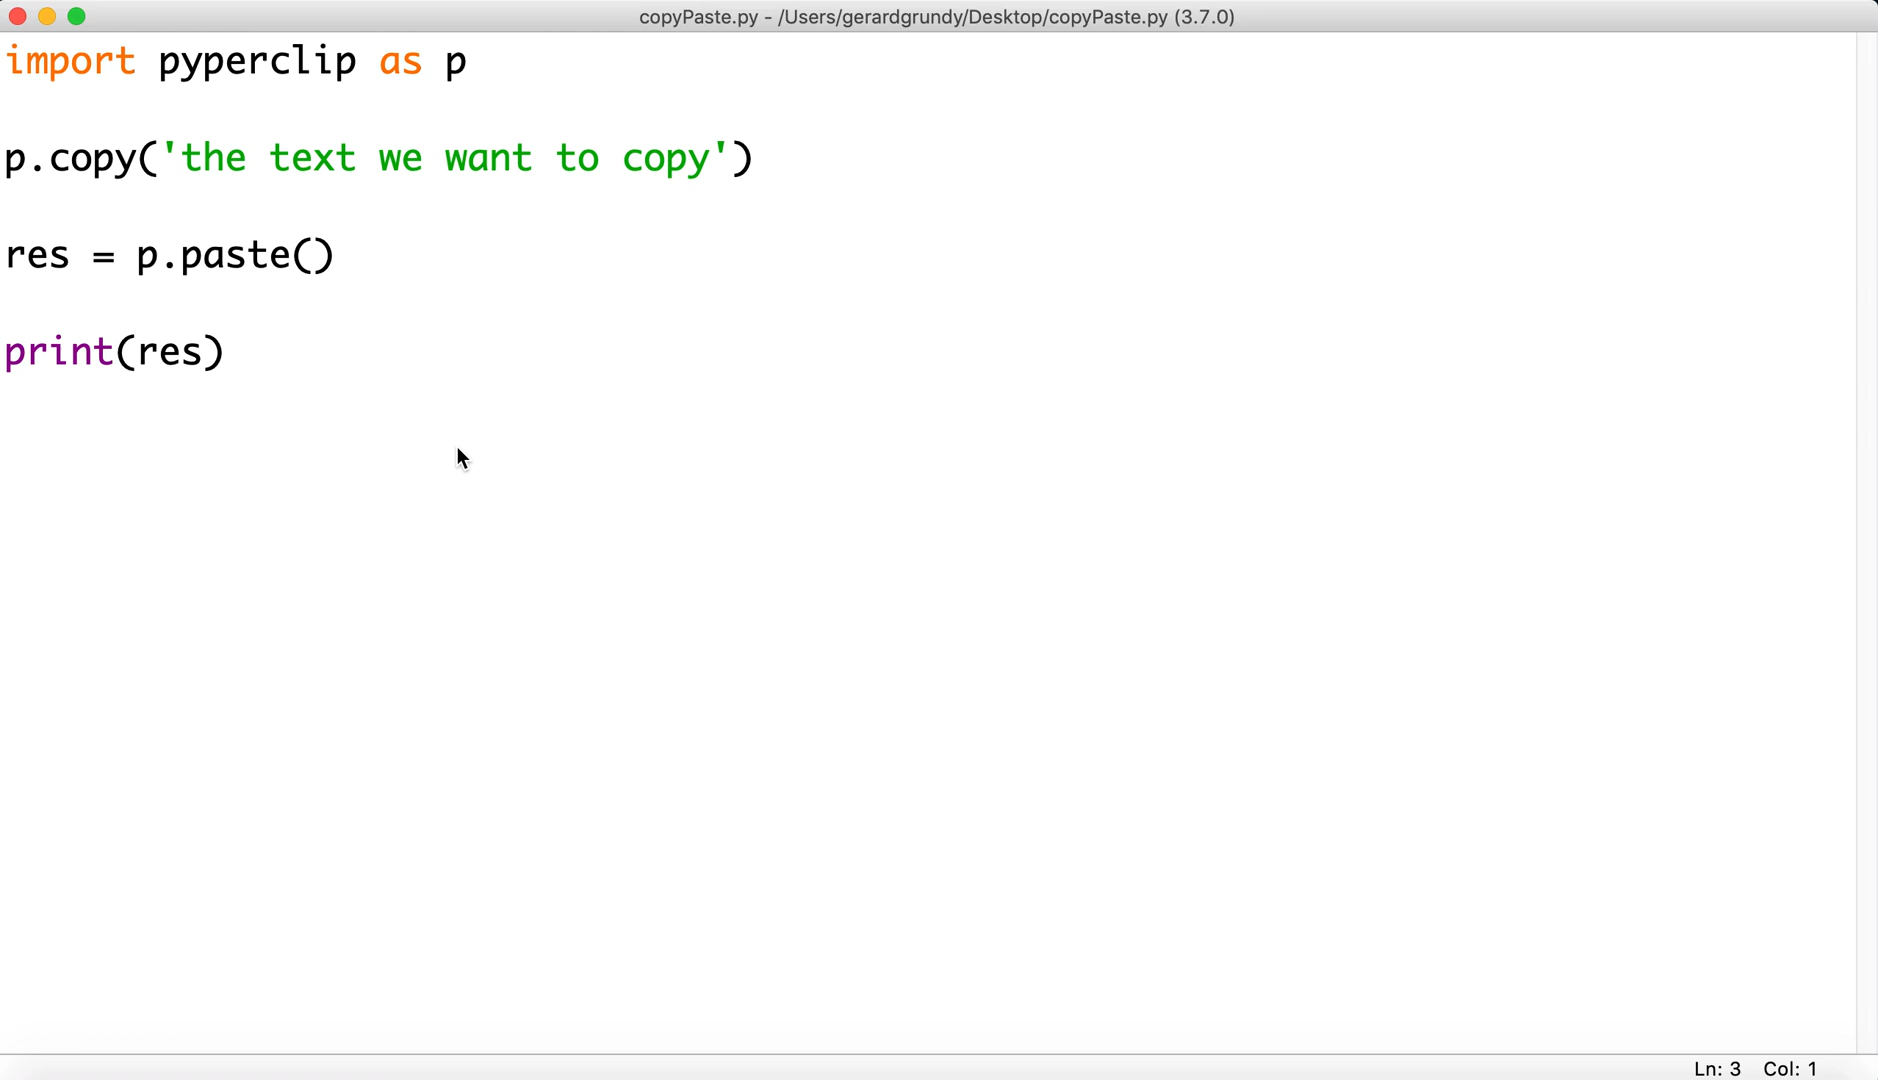 copyPaste.py - /Users/gerardgrundy/Desktop/copyPaste.py (3.7.0)
import pyperclip as p
p.copy('the text we want to copy')
res = p.paste()
print(res)
Ln: 3 Col: 1